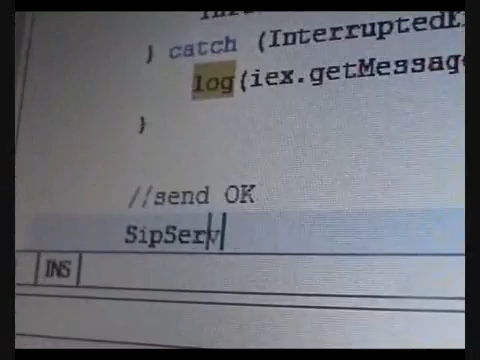 } catch (InterruptedE
log(iex.getMessag
}
//send OK
SipServ
INS